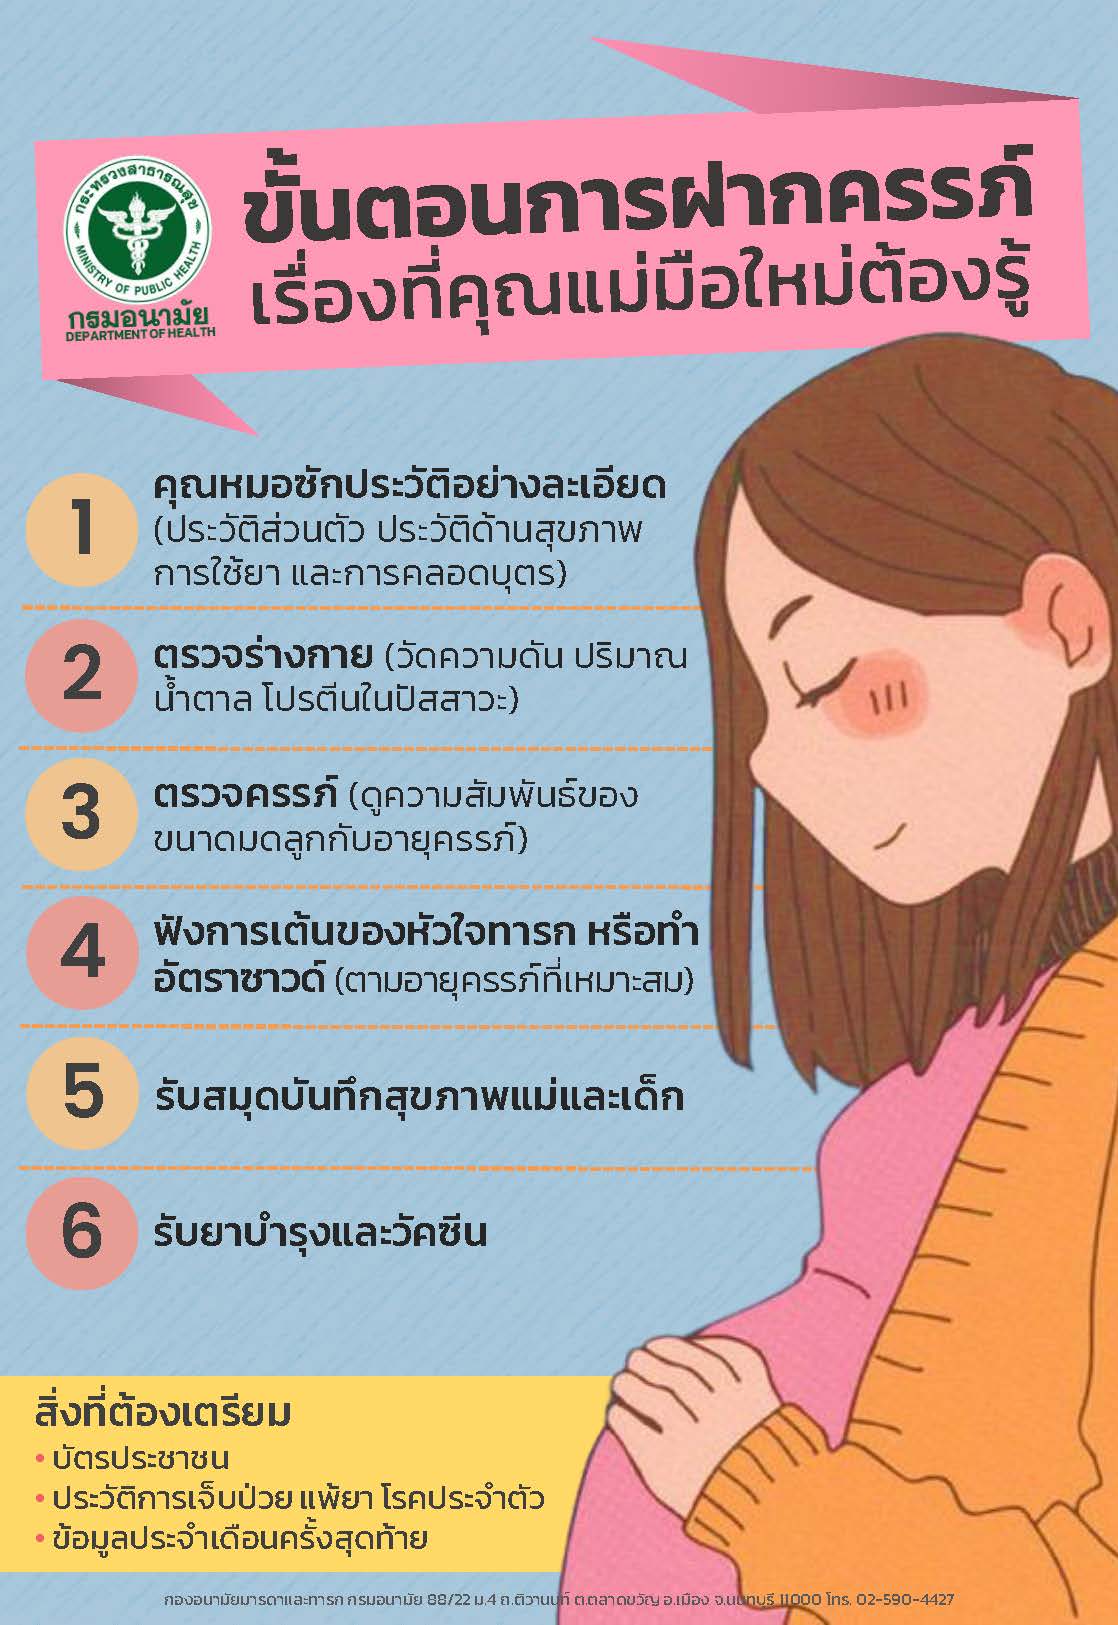 กระทรวงสาธารณสุข
MINISTRY OF PUBLIC HEALTH
กรมอนามัย
DEPARTMENT OF HEALTH
ขั้นตอนการฝากครรภ์
เรื่องที่คุณแม่มือใหม่ต้องรู้
1
คุณหมอซักประวัติอย่างละเอียด
(ประวัติส่วนตัว ประวัติด้านสุขภาพ
การใช้ยา และการคลอดบุตร)
2
ตรวจร่างกาย (วัดความดัน ปริมาณ
น้ำตาล โปรตีนในปัสสาวะ)
3
ตรวจครรภ์ (ดูความสัมพันธ์ของ
ขนาดมดลูกกับอายุครรภ์)
4
ฟังการเต้นของหัวใจทารก หรือทำ
อัตราซาวด์ (ตามอายุครรภ์ที่เหมาะสม)
5
รับสมุดบันทึกสุขภาพแม่และเด็ก
6
รับยาบำรุงและวัคซีน
สิ่งที่ต้องเตรียม
• บัตรประชาชน
• ประวัติการเจ็บป่วย แพ้ยา โรคประจำตัว
• ข้อมูลประจำเดือนครั้งสุดท้าย
กองอนามัยมารดาและทารก กรมอนามัย 88/22 ม.4 ถ.ติวานนท์ ต.ตลาดขวัญ อ.เมือง จ.นนทบุรี 11000 โทร. 02-590-4427